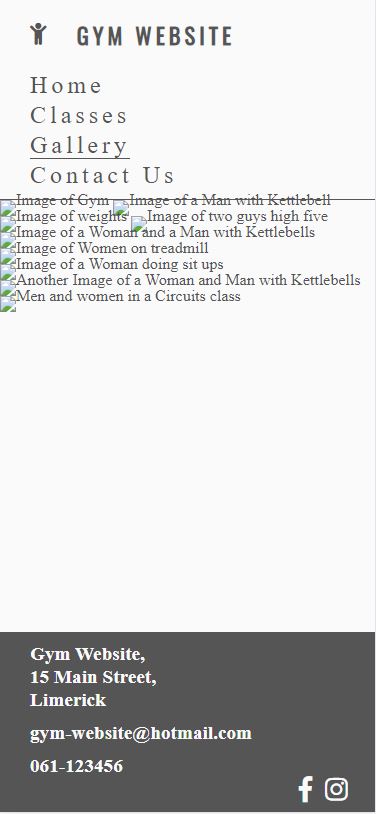 GYM WEBSITE
Home
Classes
Gallery
Contact Us
Image of Gym Image of a Man with Kettlebell
Image of weights Image of two guys high five
Image of a Woman and a Man with Kettlebells
Image of Women on treadmill
Image of a Woman doing sit ups
Another Image of a Woman and Man with Kettlebells
Men and women in a Circuits class
Gym Website,
15 Main Street,
Limerick
gym-website@hotmail.com
061-123456